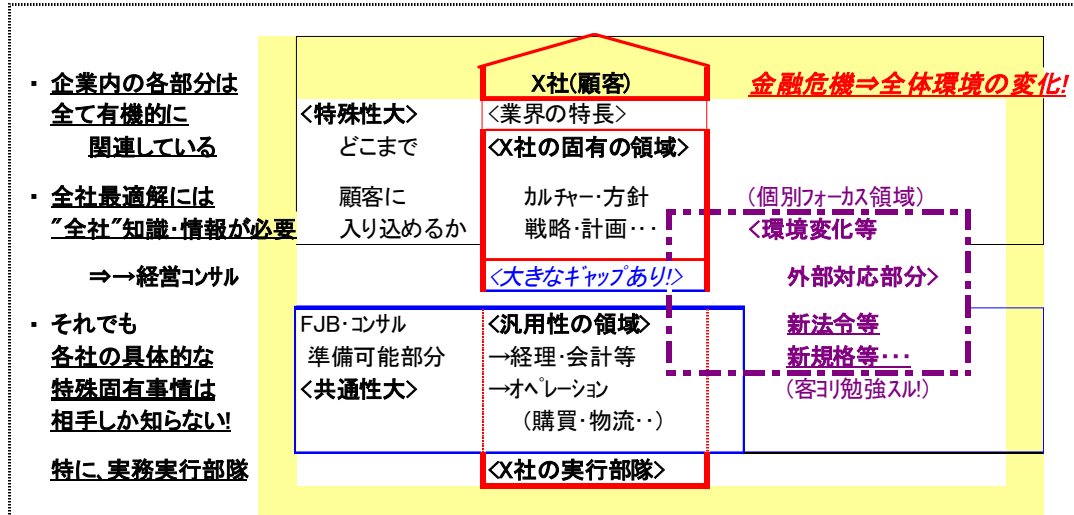 ・ 企業内の各部分は
全て有機的に
関連している
・ 全社最適解には
"全社"知識・情報が必要
⇒→経営コンサル
・ それでも
各社の具体的な
特殊固有事情は
相手しか知らない!
特に、実務実行部隊
<特殊性大>
どこまで
顧客に
入り込めるか
FJB・コンサル
準備可能部分
<共通性大>
X社(顧客)
<業界の特長>
<X社の固有の領域>
カルチャー・方針
戦略・計画・・・
<大きなギャップあり!>
<汎用性の領域>
→経理・会計等
→オペレーション
(購買・物流・・)
<X社の実行部隊>
金融危機⇒全体環境の変化!
(個別フォーカス領域)
<環境変化等
外部対応部分>
新法令等
新規格等・・・
(客ヨリ勉強スル!)